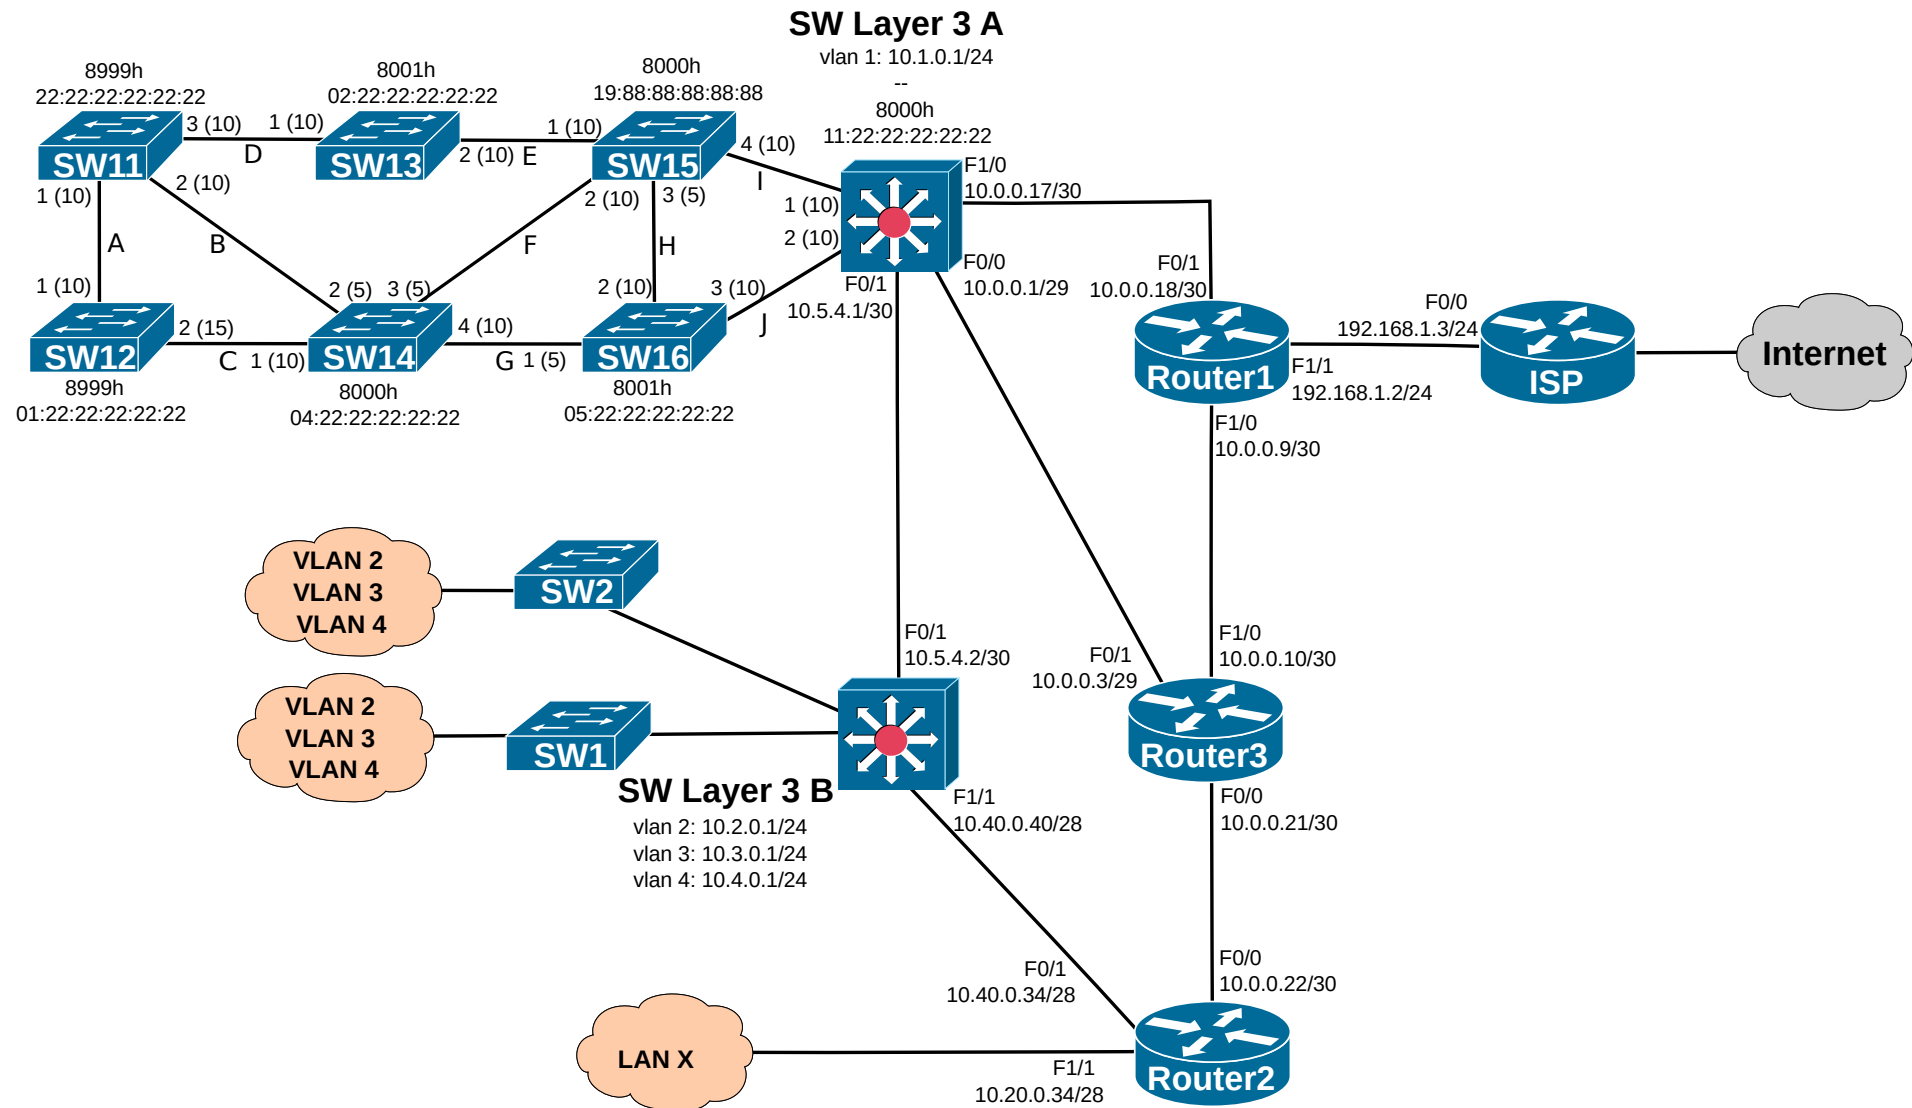 SW Layer 3 A
vlan 1: 10.1.0.1/24
--
8000h
11:22:22:22:22:22
8999h
22:22:22:22:22:22
8001h
02:22:22:22:22:22
8000h
19:88:88:88:88:88
SW11
3 (10)
D
1 (10)
SW13
2 (10)
E
1 (10)
SW15
4 (10)
I
1 (10)
2 (10)
A
B
2 (10)
3 (5)
F
H
1 (10)
2 (10)
J
F1/0
10.0.0.17/30
F0/0
10.0.0.1/29
F0/1
10.5.4.1/30
1 (10)
SW12
2 (15)
C
1 (10)
2 (5)
3 (5)
SW14
4 (10)
G
1 (5)
2 (10)
3 (10)
SW16
8999h
01:22:22:22:22:22
8000h
04:22:22:22:22:22
8001h
05:22:22:22:22:22
F0/1
10.0.0.18/30
Router1
F0/0
192.168.1.3/24
F1/1
192.168.1.2/24
ISP
Internet
F1/0
10.0.0.9/30
VLAN 2
VLAN 3
VLAN 4
SW2
VLAN 2
VLAN 3
VLAN 4
SW1
F0/1
10.5.4.2/30
F0/1
10.0.0.3/29
F1/0
10.0.0.10/30
Router3
SW Layer 3 B
vlan 2: 10.2.0.1/24
vlan 3: 10.3.0.1/24
vlan 4: 10.4.0.1/24
F1/1
10.40.0.40/28
F0/0
10.0.0.21/30
F0/1
10.40.0.34/28
F0/0
10.0.0.22/30
LAN X
F1/1
10.20.0.34/28
Router2